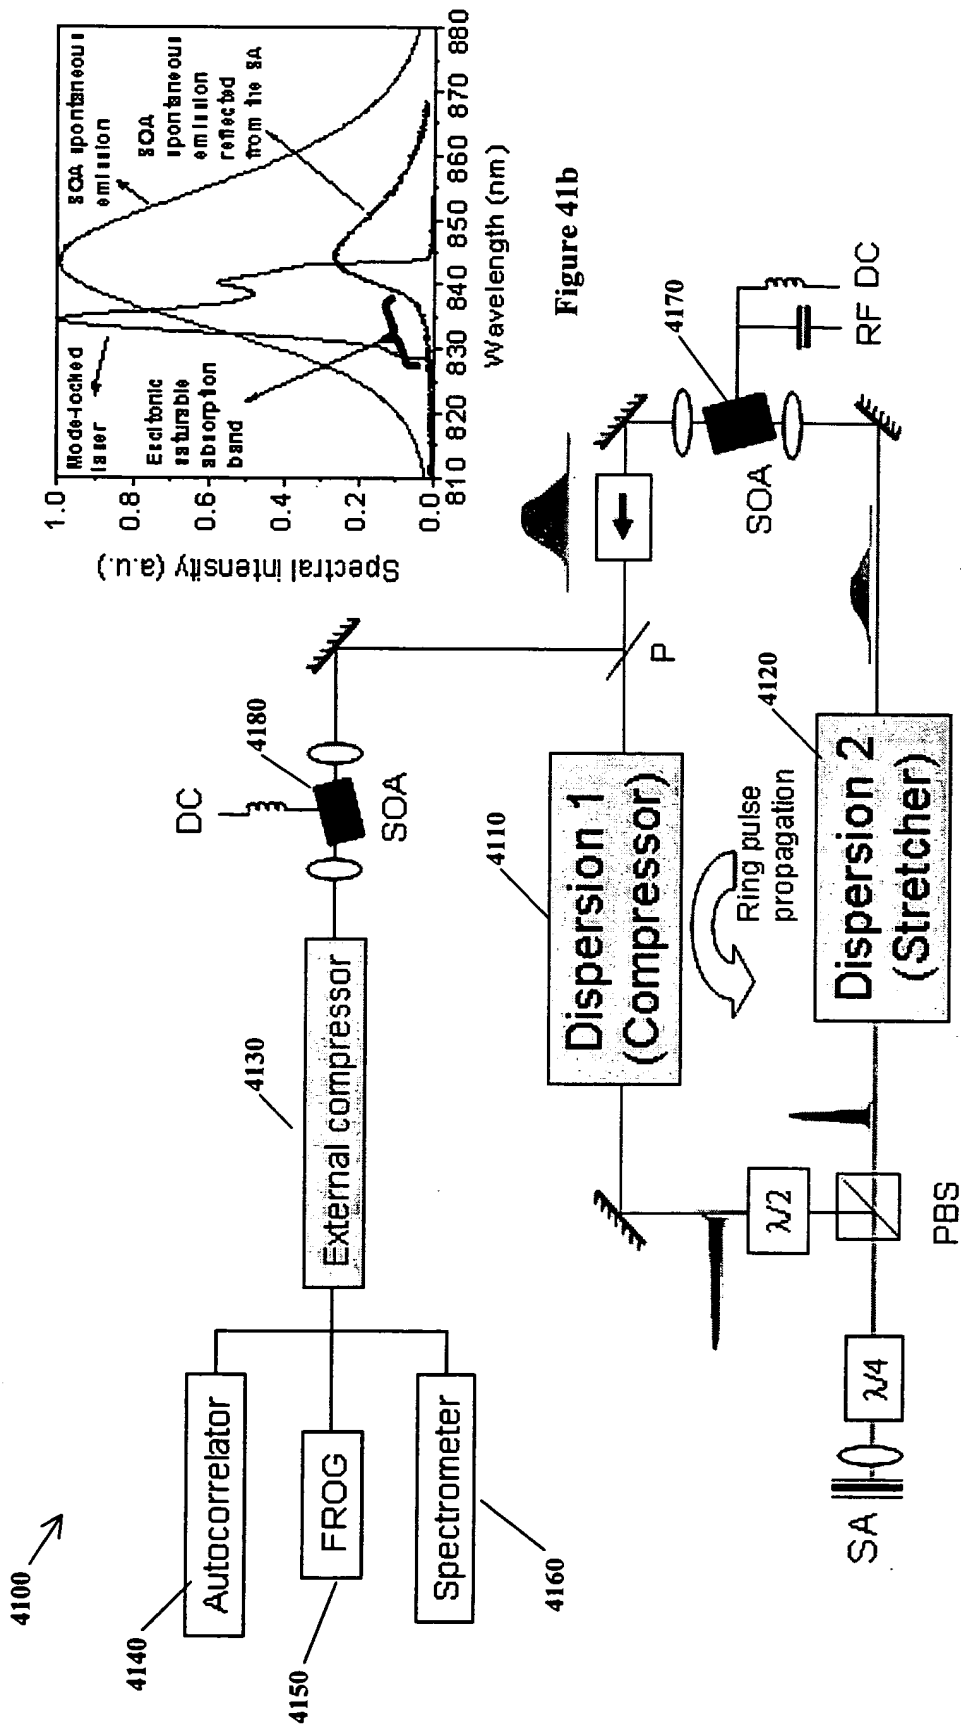 4100
4140
Autocorrelator
4150
FROG
Spectrometer
4160
4130
External compressor
DC
4180
SOA
P
4110
Dispersion 1
(Compressor)
Ring pulse
propagation
4120
Dispersion 2
(Stretcher)
λ/2
PBS
λ/4
SA
SOA
4170
RF DC
Figure 41b
Spectral intensity (a.u.)
1.0
0.8
0.6
0.4
0.2
0.0
810 820 830 840 850 860 870 880
Wavelength (nm)
Mode-locked
laser
Excitonic
saturable
absorption
band
SOA spontaneous
emission
SOA
spontaneous
emission
reflected
from the SA